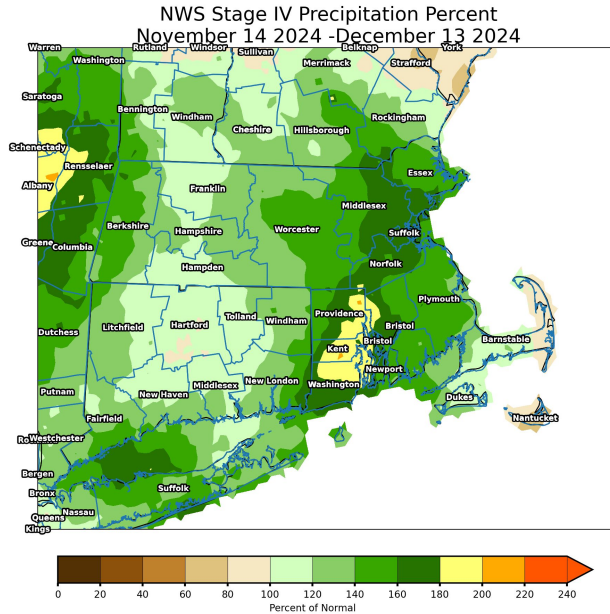 NWS Stage IV Precipitation Percent
November 14 2024 -December 13 2024
Warren Rutland Windsor Sullivan Belknap York
Washington Merrimack Strafford
Saratoga
Bennington Windham Cheshire Hillsborough Rockingham
Schenectady
Rensselaer Essex
Albany Franklin
Middlesex
Berkshire Hampshire Worcester Suffolk
Greene Columbia
Hampden Norfolk
Plymouth
Litchfield Hartford Tolland Windham Providence Bristol
Dutchess Bristol Barnstable
Kent
Newport
Putnam New Haven Middlesex New London Washington
Dukes
Fairfield Nantucket
Westchester
Bergen
Suffolk
Bronx
Queens Nassau
Kings
0 20 40 60 80 100 120 140 160 180 200 220 240
Percent of Normal